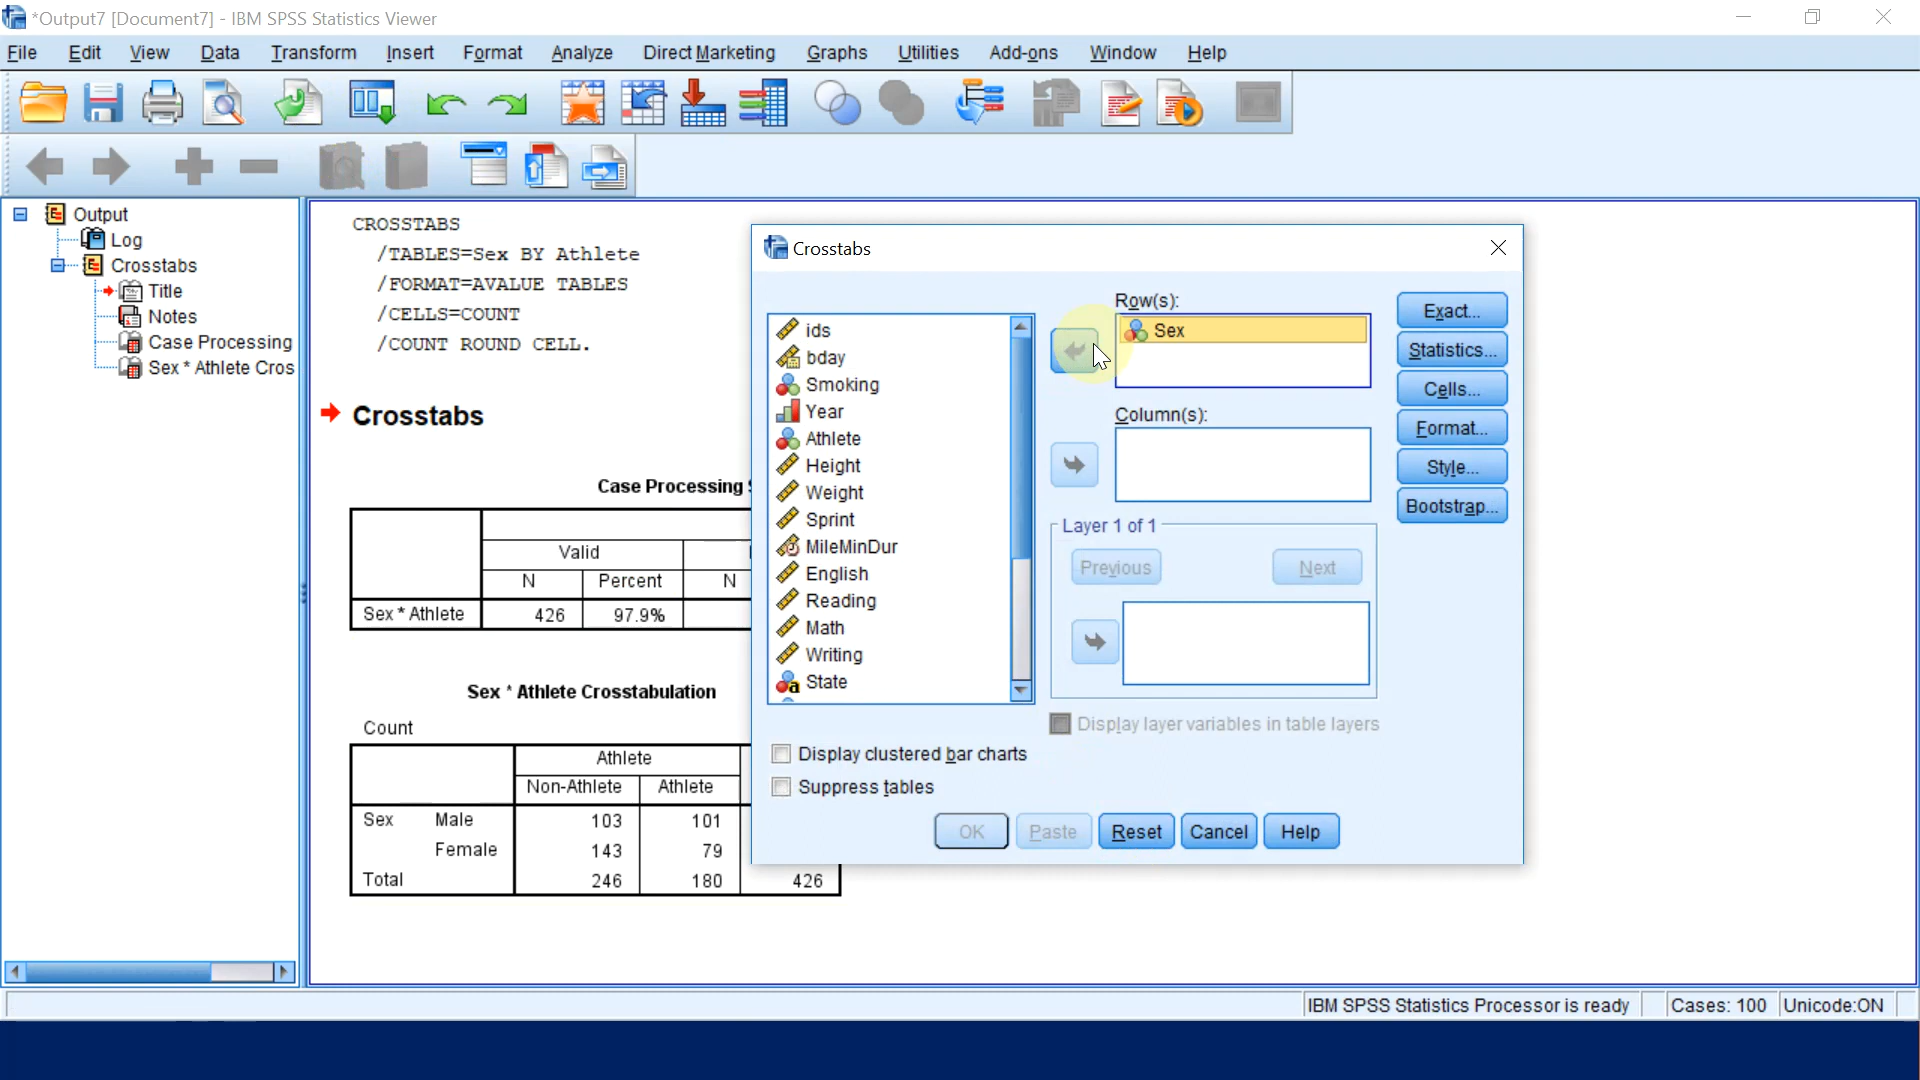 *Output7 [Document7] - IBM SPSS Statistics Viewer
File Edit View Data Transform Insert Format Analyze Direct Marketing Graphs Utilities Add-ons Window Help
Output
Log
Crosstabs
Title
Notes
Case Processing
Sex * Athlete Cros
CROSSTABS
/TABLES=Sex BY Athlete
/FORMAT=AVALUE TABLES
/CELLS=COUNT
/COUNT ROUND CELL.
Crosstabs
Case Processing
Valid
N Percent N
Sex * Athlete 426 97.9%
Sex * Athlete Crosstabulation
Count
Athlete
Non-Athlete Athlete
Sex Male 103 101
Female 143 79
Total 246 180 426
Crosstabs
ids
bday
Smoking
Year
Athlete
Height
Weight
Sprint
MileMinDur
English
Reading
Math
Writing
State
Row(s):
Sex
Column(s):
Layer 1 of 1
Previous Next
Display layer variables in table layers
Exact...
Statistics...
Cells...
Format...
Style...
Bootstrap...
Display clustered bar charts
Suppress tables
OK Paste Reset Cancel Help
IBM SPSS Statistics Processor is ready Cases: 100 Unicode:ON